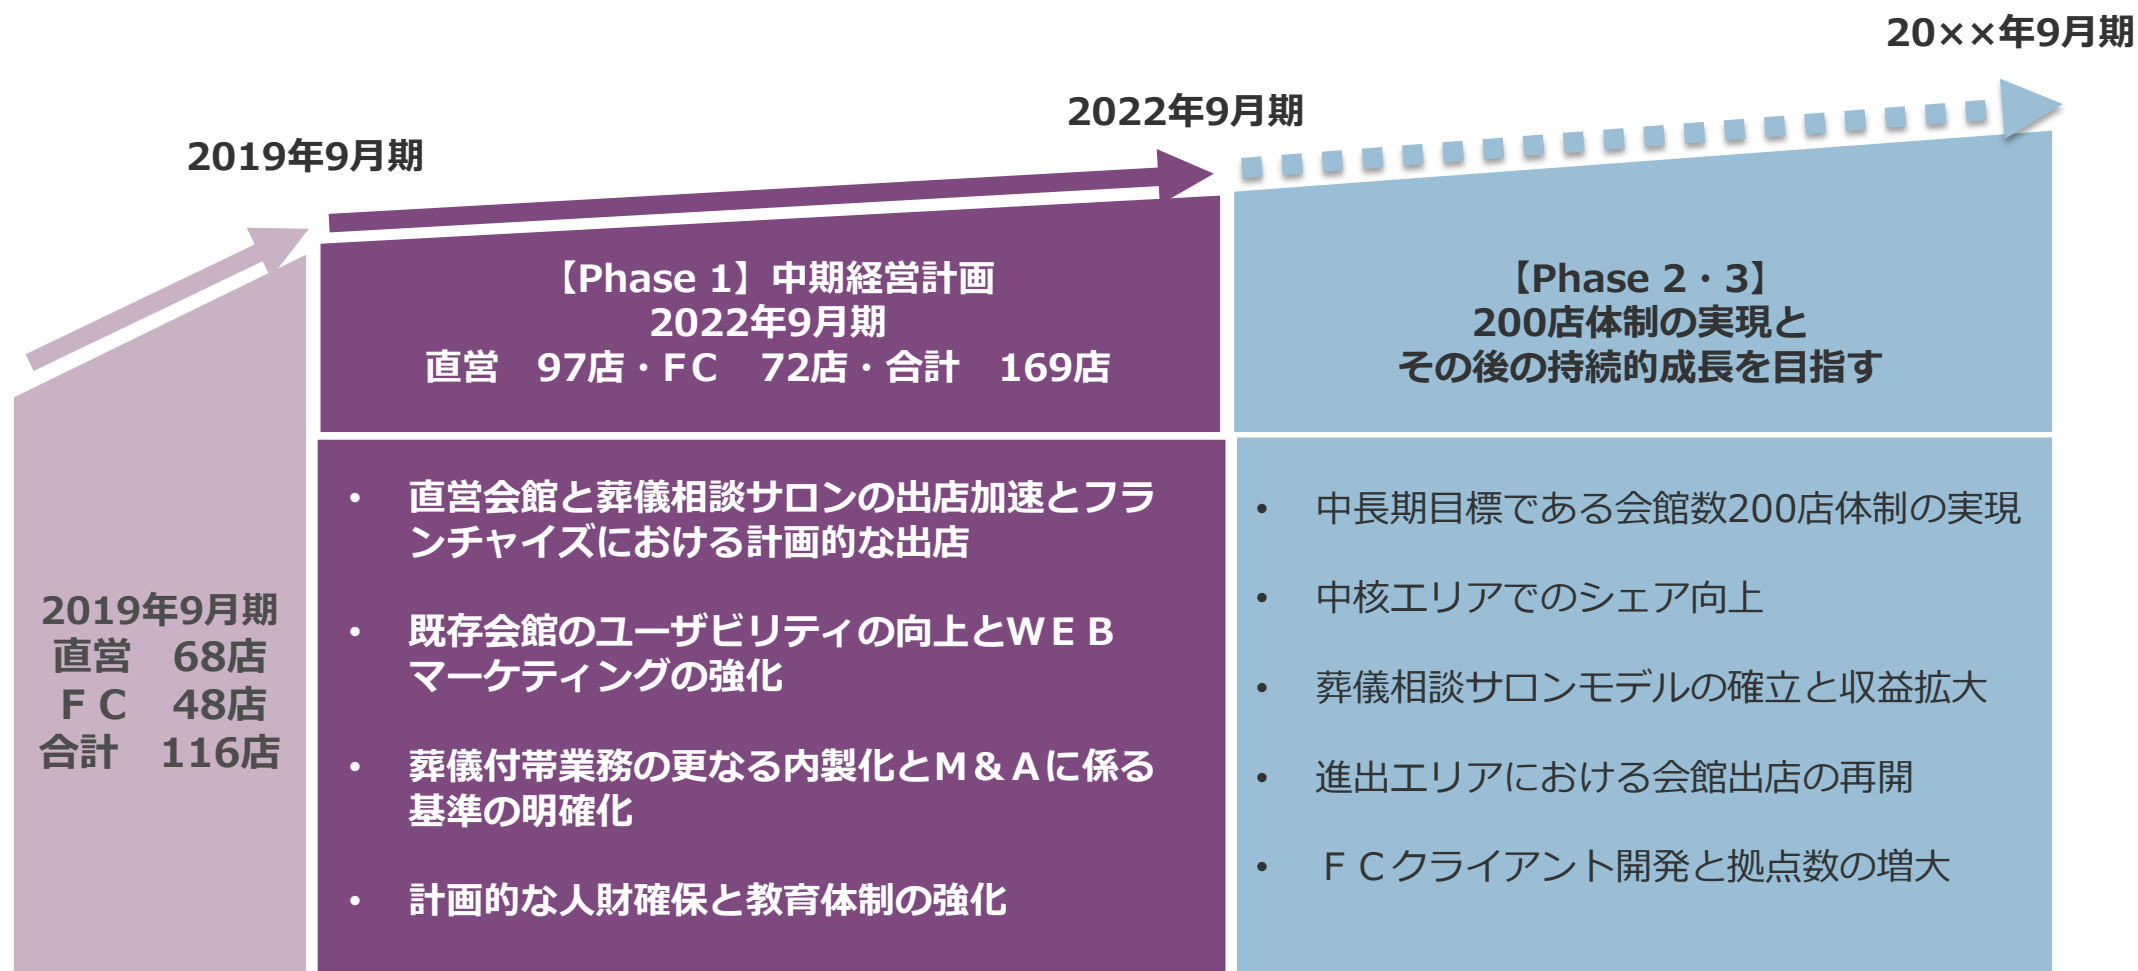 20××年9月期
2022年9月期
2019年9月期
2019年9月期
直営　68店
ＦＣ　48店
合計　116店
【Phase 1】中期経営計画
2022年9月期
直営　97店・FC　72店・合計　169店
• 直営会館と葬儀相談サロンの出店加速とフラ
ンチャイズにおける計画的な出店
• 既存会館のユーザビリティの向上とＷＥＢ
マーケティングの強化
• 葬儀付帯業務の更なる内製化とＭ＆Ａに係る
基準の明確化
• 計画的な人財確保と教育体制の強化
【Phase 2・3】
200店体制の実現と
その後の持続的成長を目指す
• 中長期目標である会館数200店体制の実現
• 中核エリアでのシェア向上
• 葬儀相談サロンモデルの確立と収益拡大
• 進出エリアにおける会館出店の再開
• ＦＣクライアント開発と拠点数の増大